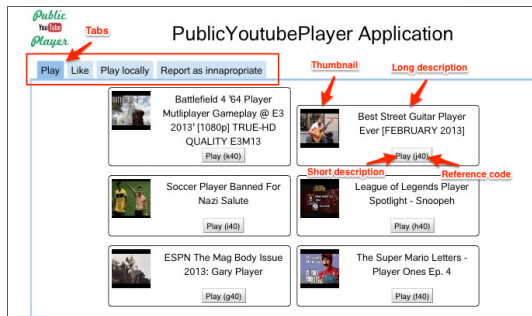 Public
YouTube
Player
PublicYoutubePlayer Application
Tabs
Play Like Play locally Report as innapropriate
Thumbnail
Long description
Battlefield 4 '64 Player
Mutliplayer Gameplay @ E3
2013' [1080p] TRUE-HD
QUALITY E3M13
Play (k40)
Best Street Guitar Player
Ever [FEBRUARY 2013]
Play (j40)
Short description
Reference code
Soccer Player Banned For
Nazi Salute
Play (i40)
League of Legends Player
Spotlight - Snoopeh
Play (h40)
ESPN The Mag Body Issue
2013: Gary Player
Play (g40)
The Super Mario Letters -
Player Ones Ep. 4
Play (f40)